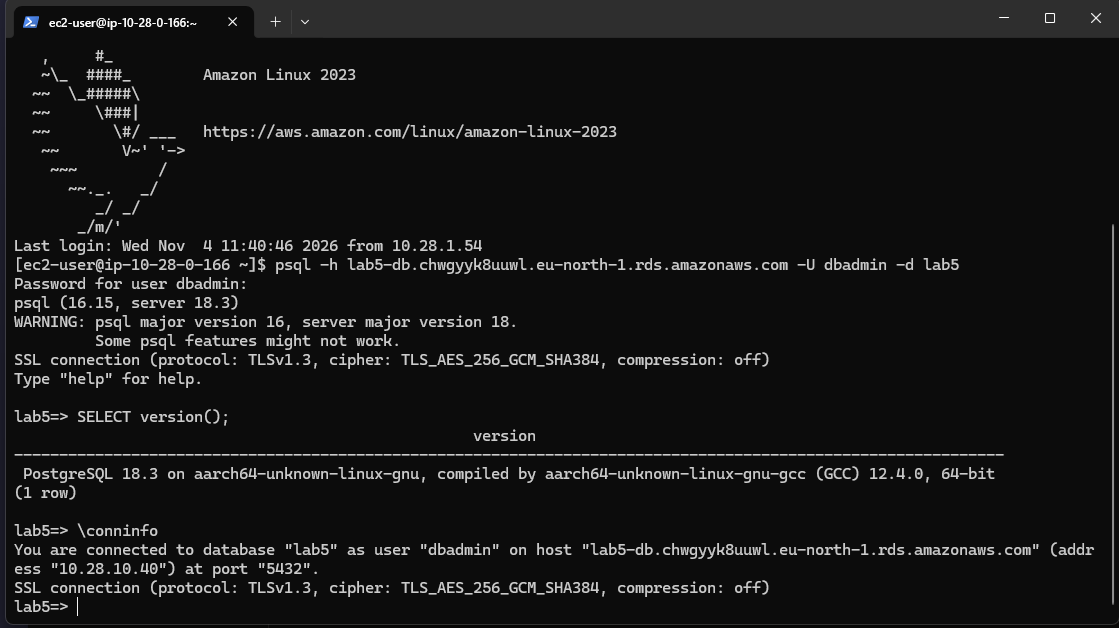 ec2-user@ip-10-28-0-166:~
   ,     #_
   ~\_  ####_        Amazon Linux 2023
  ~~  \_#####\
  ~~     \###|
  ~~       \#/ ___   https://aws.amazon.com/linux/amazon-linux-2023
   ~~       V~' '->
    ~~~         /
      ~~._.   _/
         _/ _/
       _/m/'
Last login: Wed Nov  4 11:40:46 2026 from 10.28.1.54
[ec2-user@ip-10-28-0-166 ~]$ psql -h lab5-db.chwgyyk8uuwl.eu-north-1.rds.amazonaws.com -U dbadmin -d lab5
Password for user dbadmin:
psql (16.15, server 18.3)
WARNING: psql major version 16, server major version 18.
         Some psql features might not work.
SSL connection (protocol: TLSv1.3, cipher: TLS_AES_256_GCM_SHA384, compression: off)
Type "help" for help.

lab5=> SELECT version();
                                                   version
--------------------------------------------------------------------------------------------------------------
 PostgreSQL 18.3 on aarch64-unknown-linux-gnu, compiled by aarch64-unknown-linux-gnu-gcc (GCC) 12.4.0, 64-bit
(1 row)

lab5=> \conninfo
You are connected to database "lab5" as user "dbadmin" on host "lab5-db.chwgyyk8uuwl.eu-north-1.rds.amazonaws.com" (addr
ess "10.28.10.40") at port "5432".
SSL connection (protocol: TLSv1.3, cipher: TLS_AES_256_GCM_SHA384, compression: off)
lab5=>